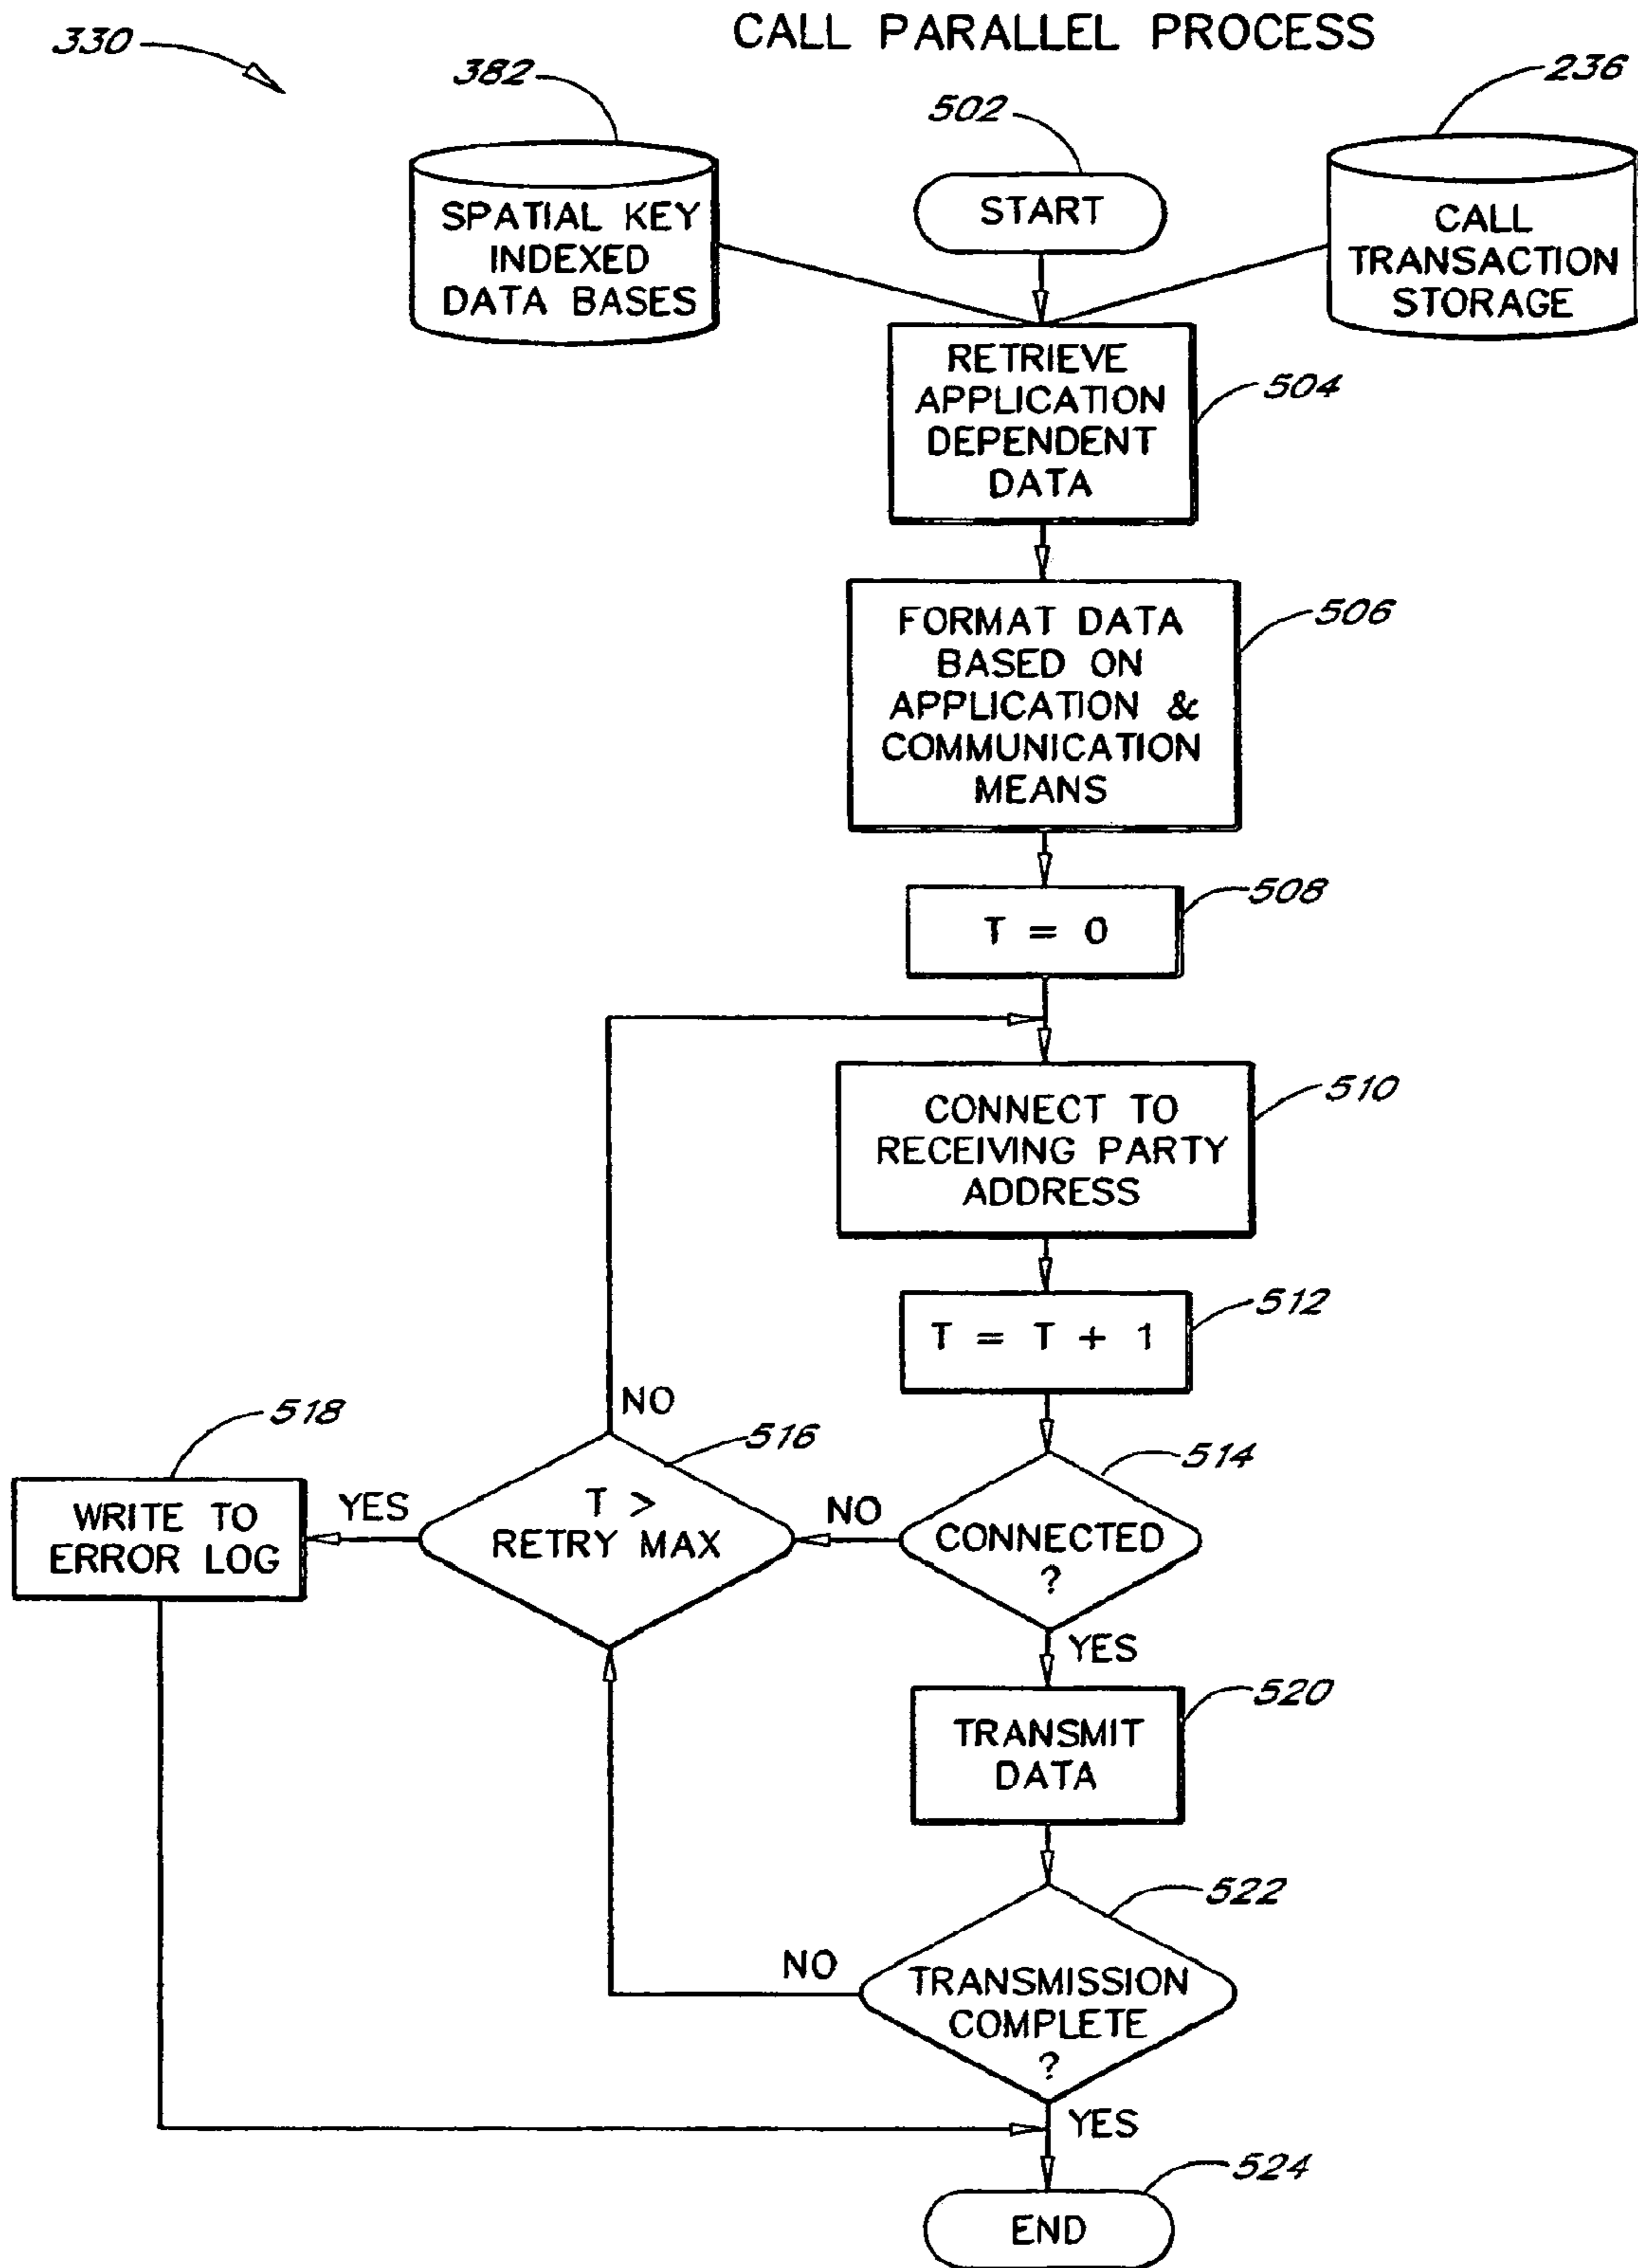 CALL PARALLEL PROCESS
330
382
502
236
SPATIAL KEY
INDEXED
DATA BASES
START
CALL
TRANSACTION
STORAGE
RETRIEVE
APPLICATION
DEPENDENT
DATA
504
FORMAT DATA
BASED ON
APPLICATION &
COMMUNICATION
MEANS
506
T = 0
508
CONNECT TO
RECEIVING PARTY
ADDRESS
510
T = T + 1
512
NO
518
516
514
WRITE TO
ERROR LOG
YES
T >
RETRY MAX
NO
CONNECTED
?
YES
520
TRANSMIT
DATA
522
NO
TRANSMISSION
COMPLETE
?
YES
524
END